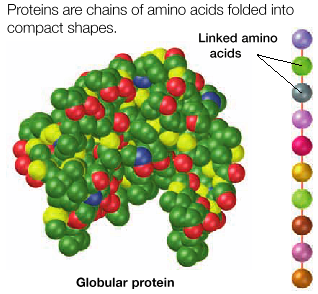 Proteins are chains of amino acids folded into
compact shapes.
Linked amino
acids
Globular protein